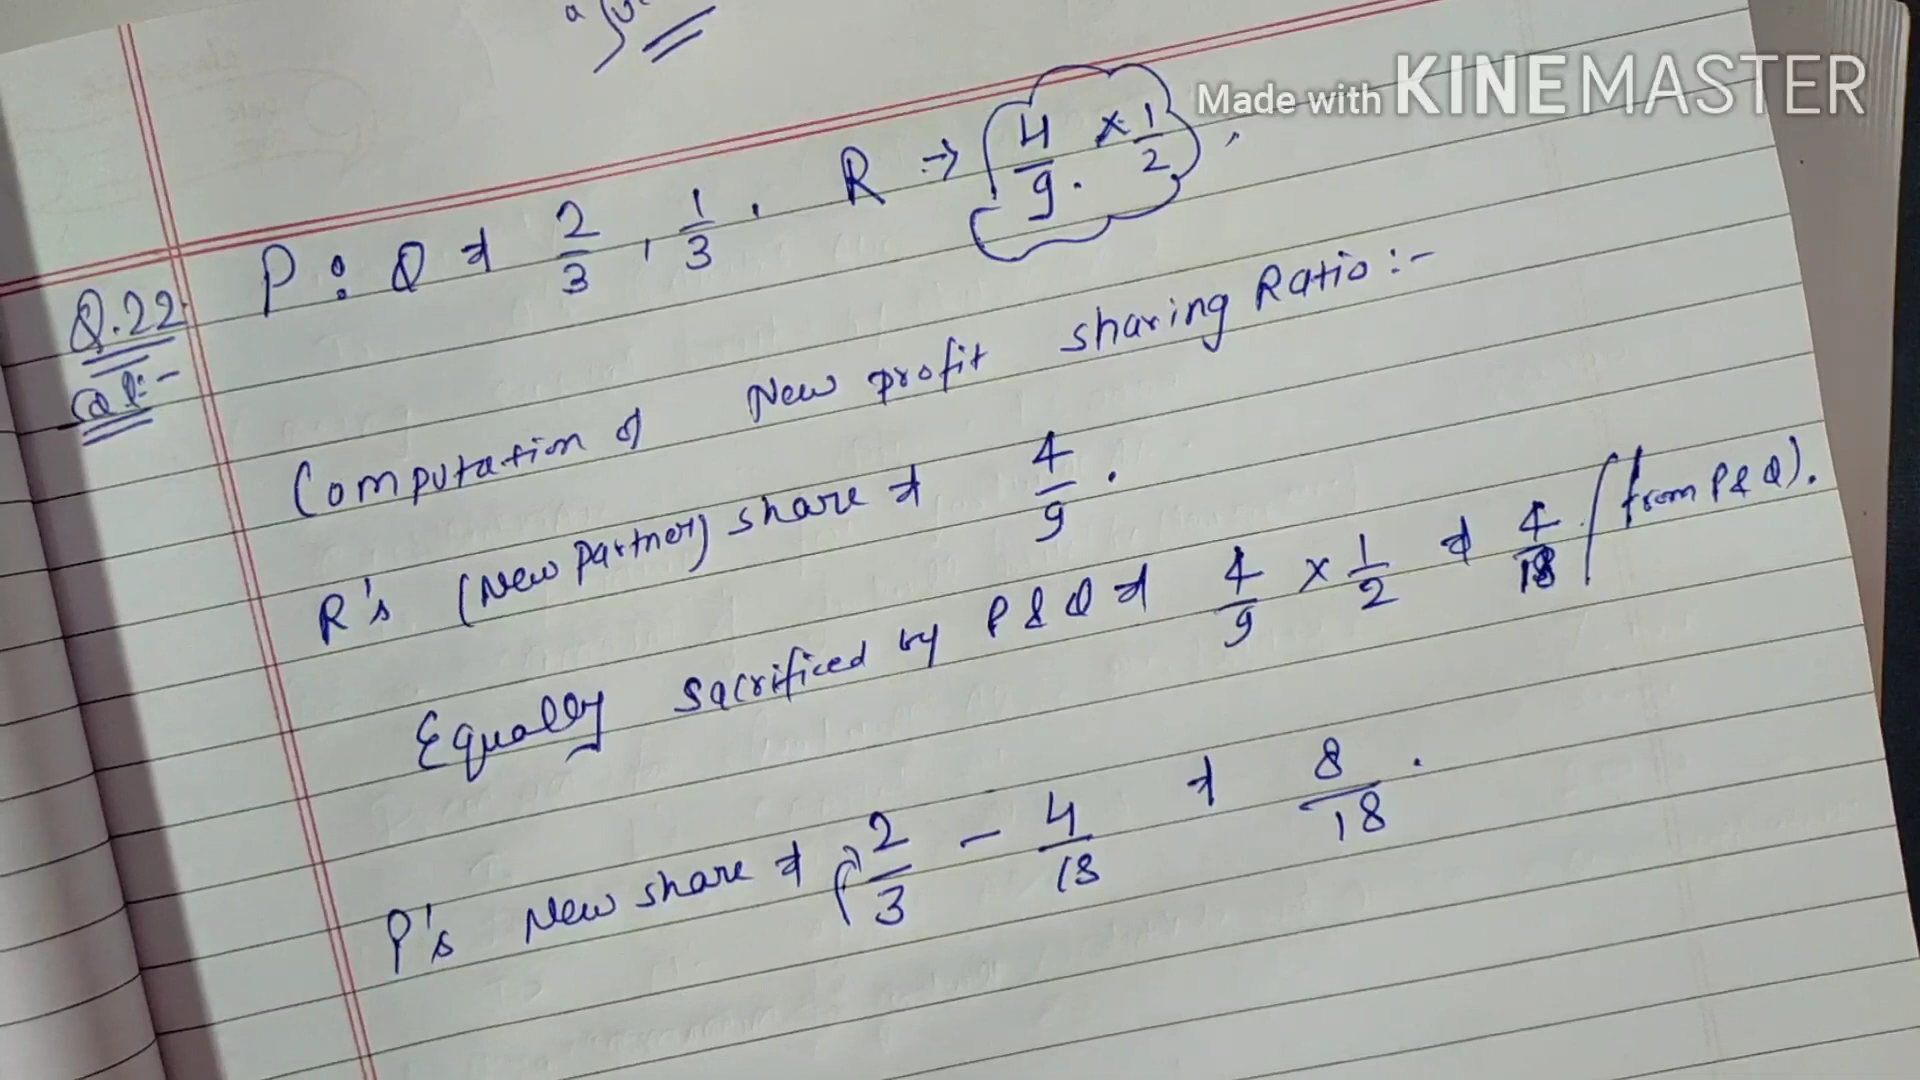 Made with KINEMASTER
Q.22 P : Q → 2/3 , 1/3 . R → 4/9 . × 1/2 ,
Sol:-
Computation of New profit sharing Ratio :-
R's (New Partner) share → 4/9 .
Equally sacrificed by P & Q → 4/9 × 1/2 → 4/18 (from P & Q).
P's New share → 2/3 - 4/18 → 8/18 .